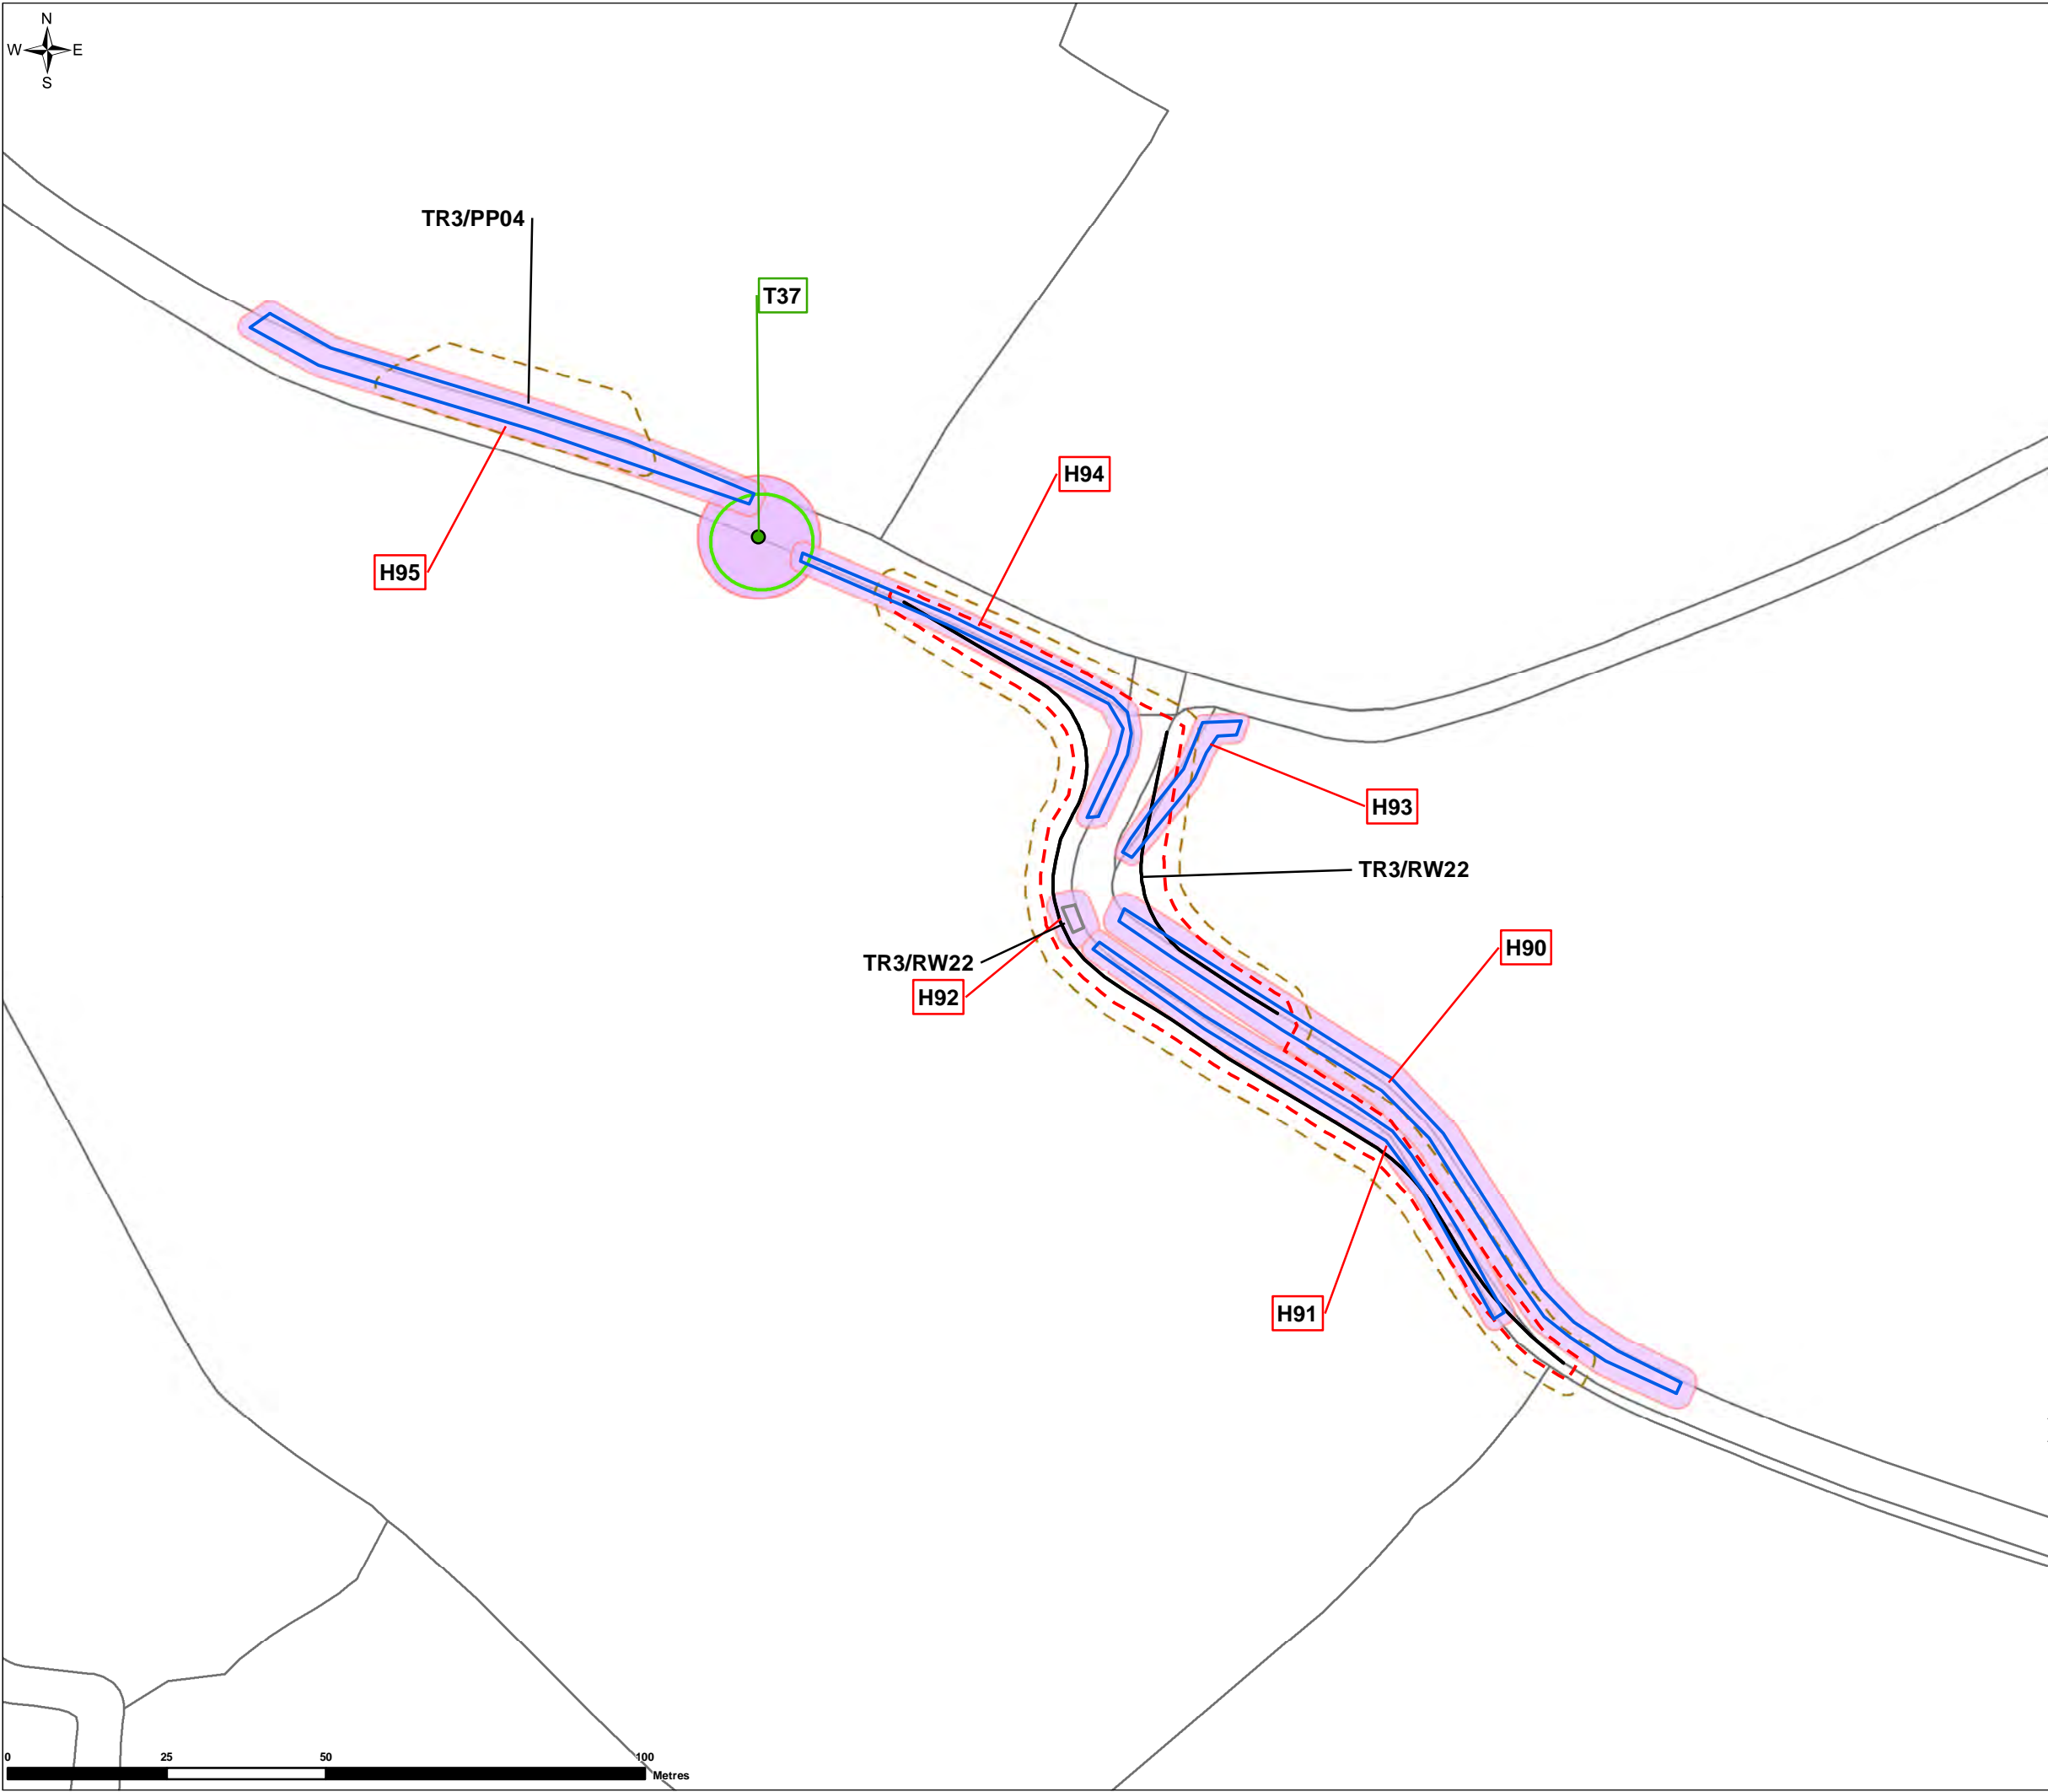 N
W E
S
TR3/PP04
T37
H94
H95
H93
TR3/RW22
H90
TR3/RW22
H92
H91
0 25 50 100
Metres